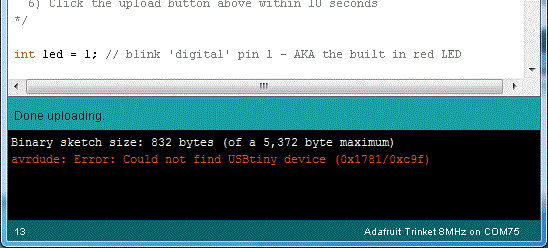 6) Click the upload button above within 10 seconds
*/
int led = 1; // blink 'digital' pin 1 - AKA the built in red LED
Done uploading.
Binary sketch size: 832 bytes (of a 5,372 byte maximum)
avrdude: Error: Could not find USBtiny device (0x1781/0xc9f)
13 Adafruit Trinket 8MHz on COM75